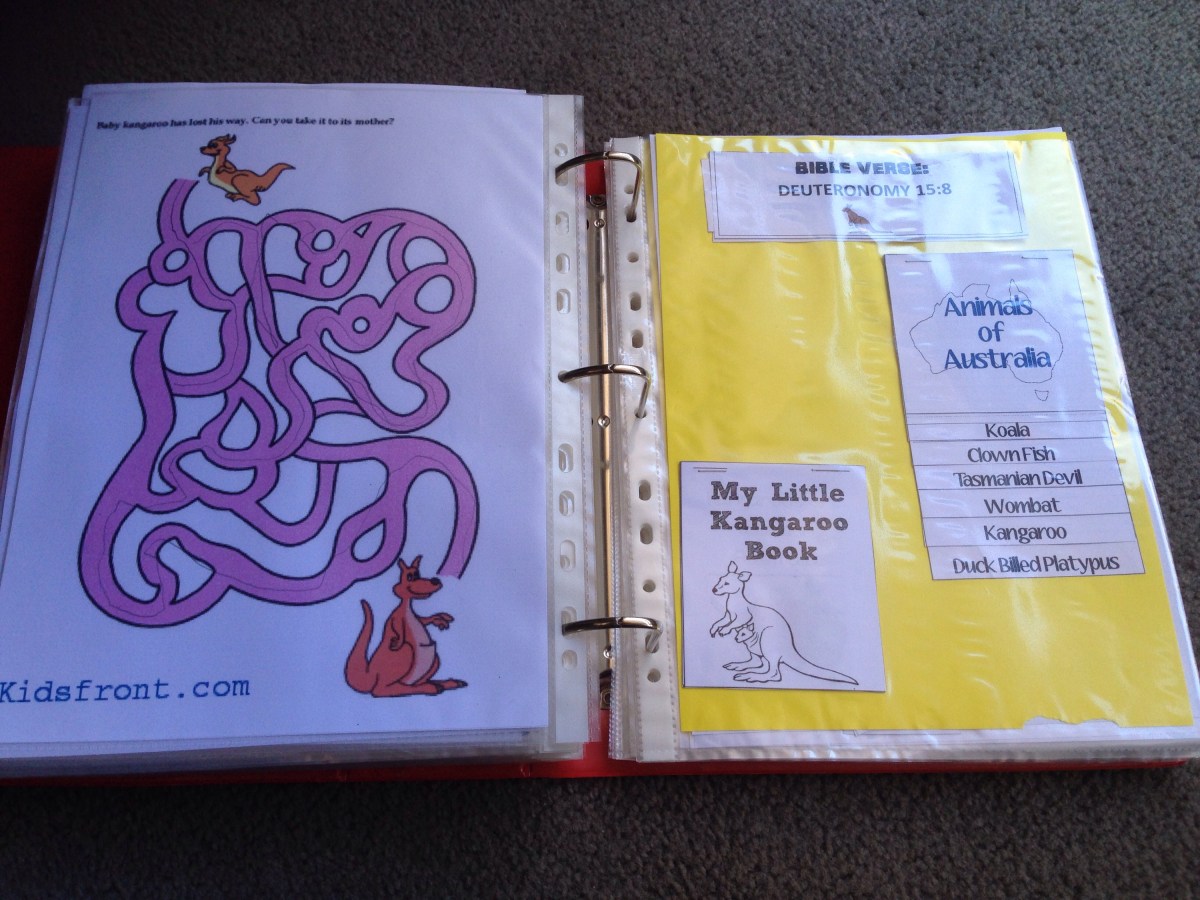 Baby kangaroo has lost his way. Can you take it to its mother?
Kidsfront.com
BIBLE VERSE:
DEUTERONOMY 15:8
Animals
of
Australia
Koala
Clown Fish
Tasmanian Devil
Wombat
Kangaroo
Duck Billed Platypus
My Little
Kangaroo
Book